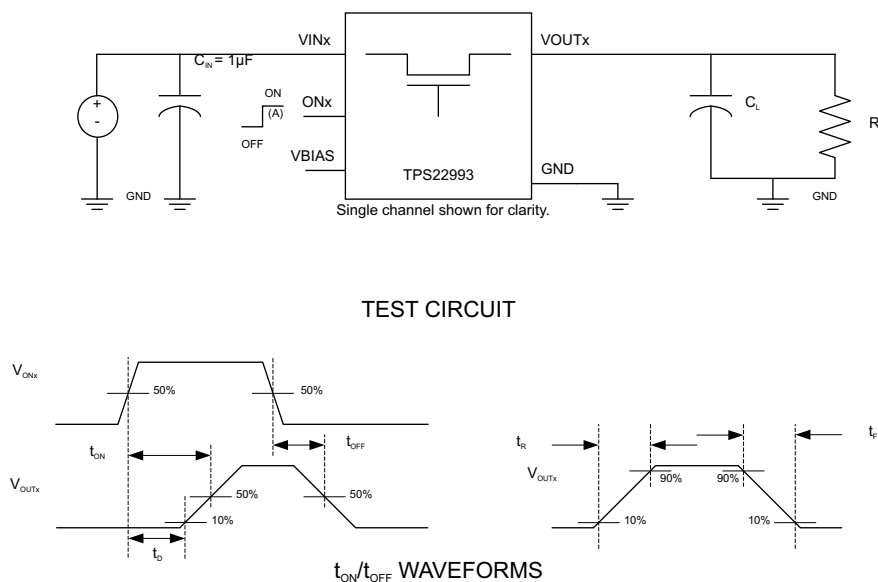 VINx
VOUTx
C_IN = 1µF
+
-
ON
(A)
OFF
ONx
VBIAS
TPS22993
GND
C_L
R
GND
GND
Single channel shown for clarity.
TEST CIRCUIT
V_ONx
50%
50%
t_ON
t_OFF
V_OUTx
50%
50%
10%
t_D
t_R
t_F
V_OUTx
90%
90%
10%
10%
t_ON/t_OFF WAVEFORMS